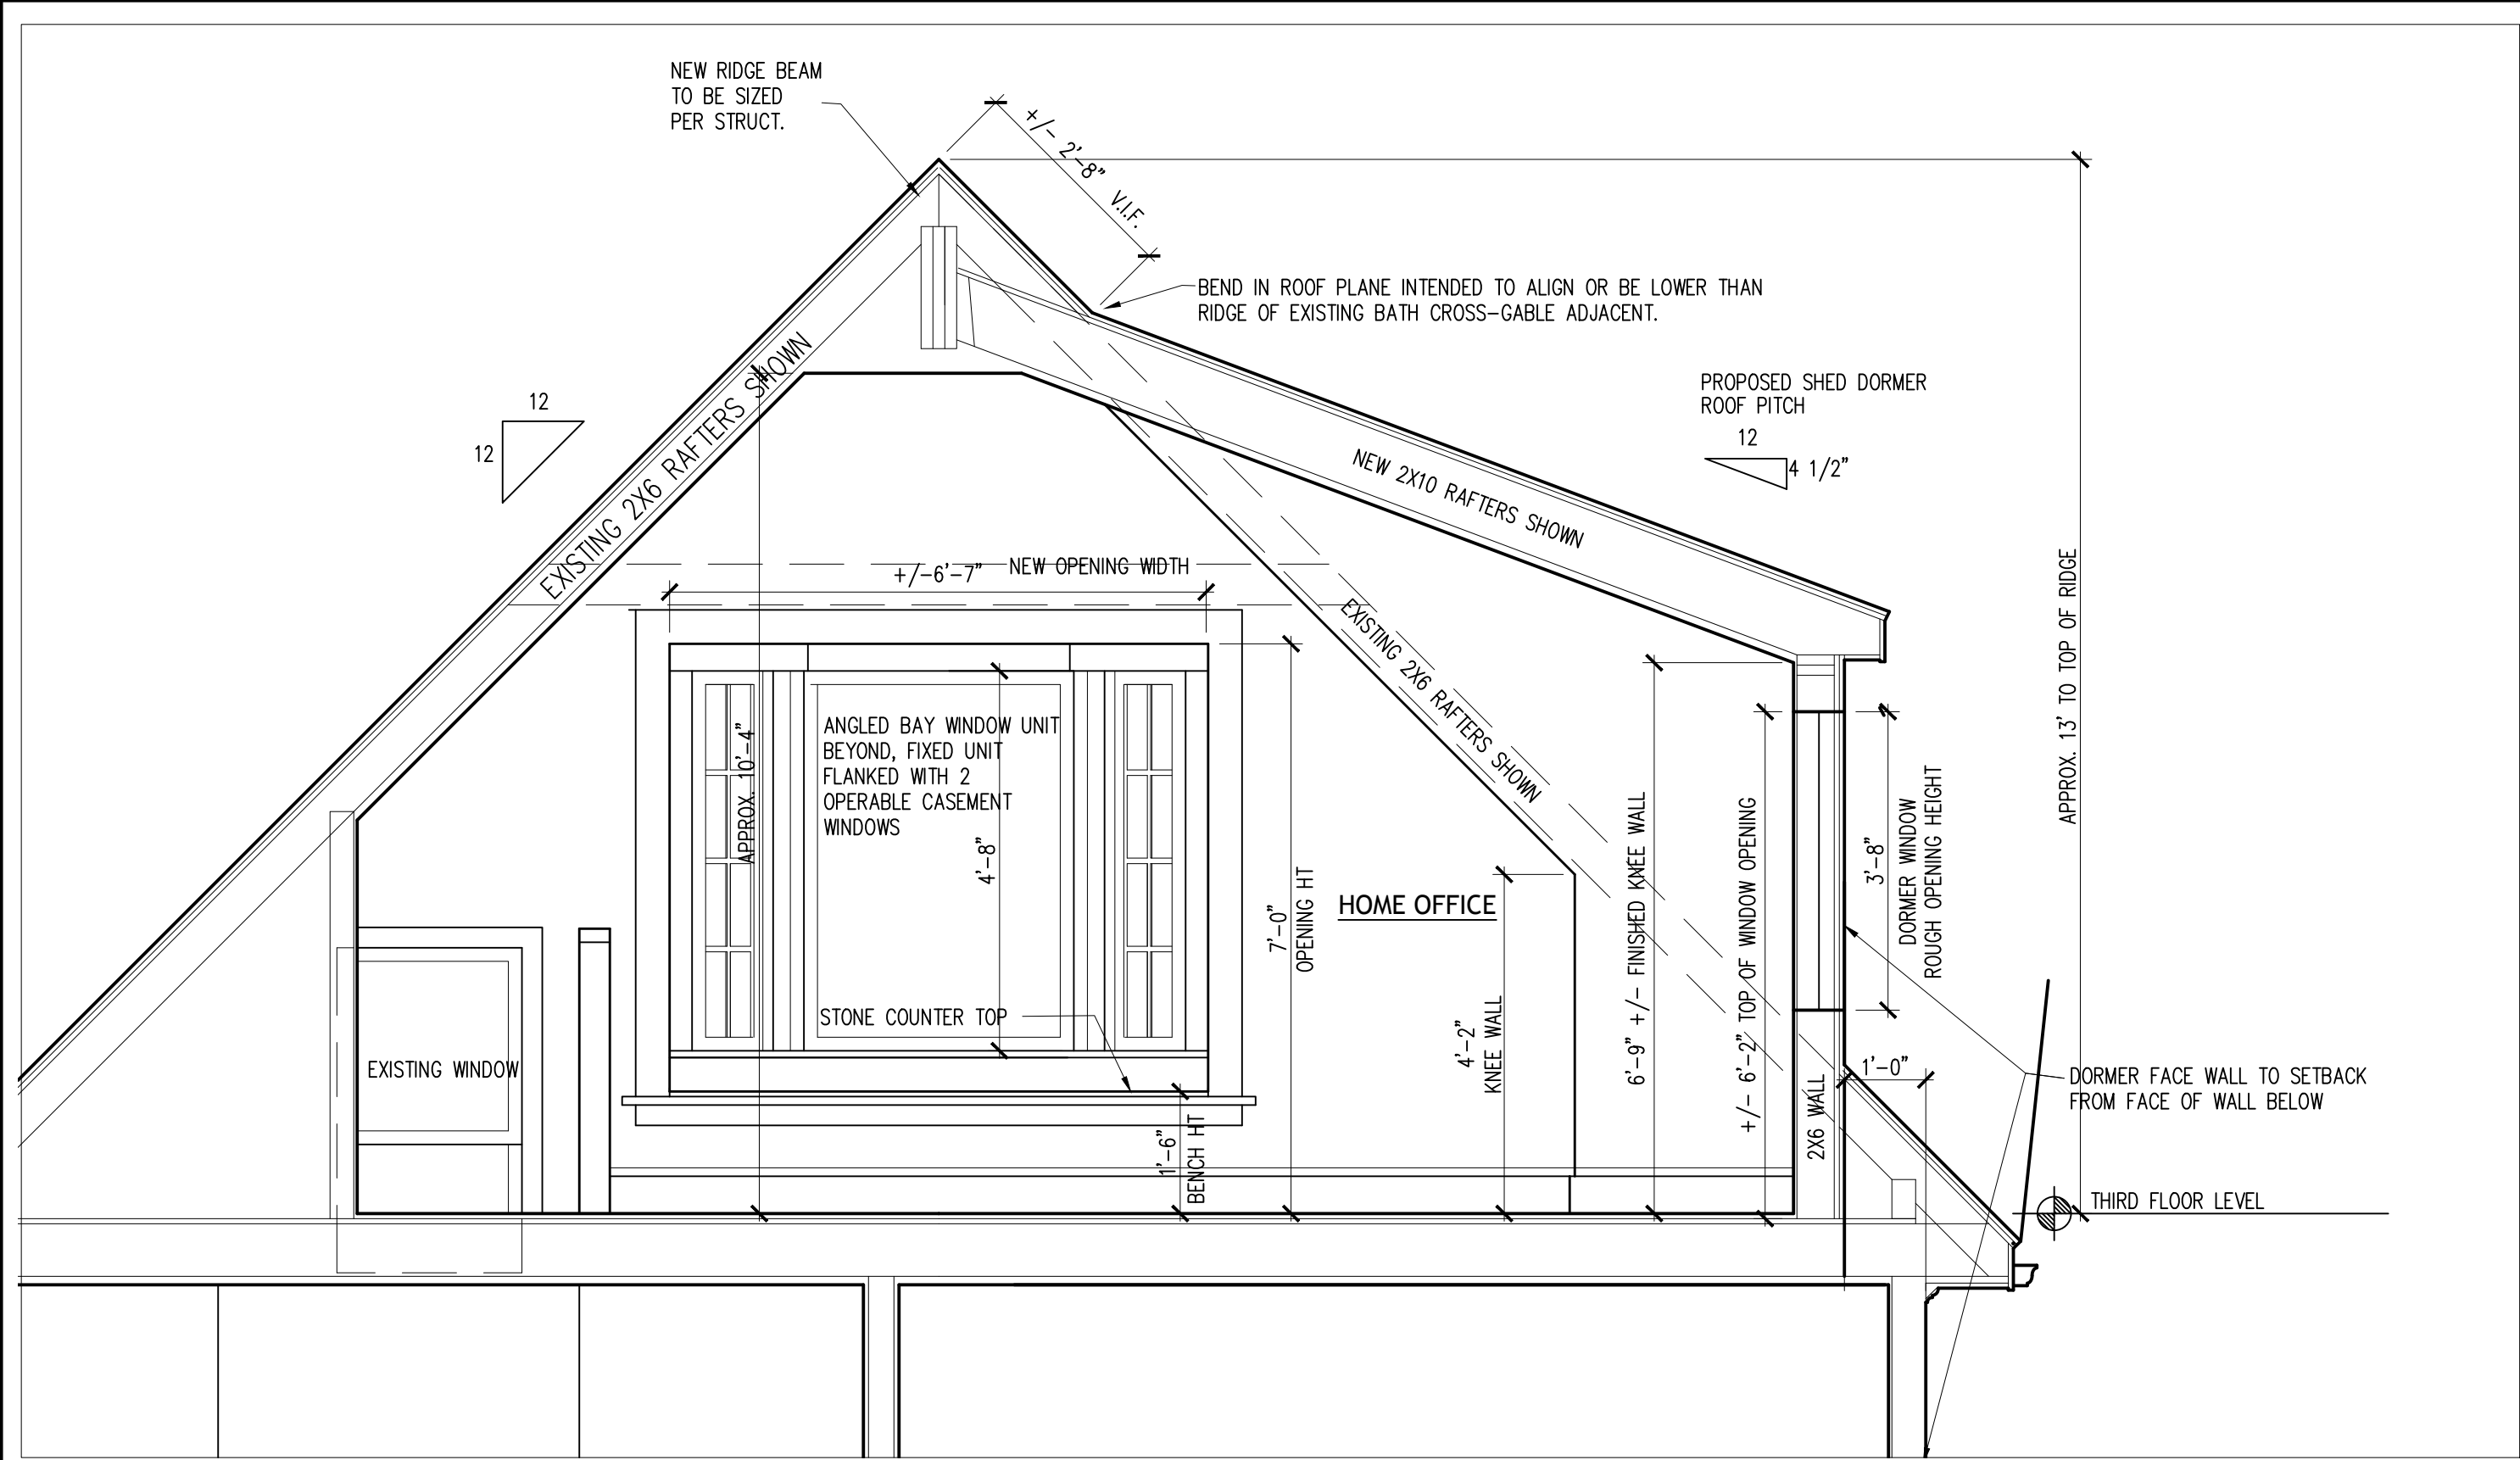 NEW RIDGE BEAM
TO BE SIZED
PER STRUCT.
+/- 2'-8" V.I.F.
BEND IN ROOF PLANE INTENDED TO ALIGN OR BE LOWER THAN
RIDGE OF EXISTING BATH CROSS-GABLE ADJACENT.
PROPOSED SHED DORMER
ROOF PITCH
12
4 1/2"
12
12
EXISTING 2X6 RAFTERS SHOWN
NEW 2X10 RAFTERS SHOWN
+/-6'-7" NEW OPENING WIDTH
EXISTING 2X6 RAFTERS SHOWN
APPROX. 13' TO TOP OF RIDGE
APPROX. 10'-4"
ANGLED BAY WINDOW UNIT
BEYOND, FIXED UNIT
FLANKED WITH 2
OPERABLE CASEMENT
WINDOWS
4'-8"
7'-0"
OPENING HT
HOME OFFICE
4'-2"
KNEE WALL
6'-9" +/- FINISHED KNEE WALL
+/- 6'-2" TOP OF WINDOW OPENING
3'-8"
DORMER WINDOW
ROUGH OPENING HEIGHT
STONE COUNTER TOP
EXISTING WINDOW
1'-6"
BENCH HT
2X6 WALL
1'-0"
DORMER FACE WALL TO SETBACK
FROM FACE OF WALL BELOW
THIRD FLOOR LEVEL